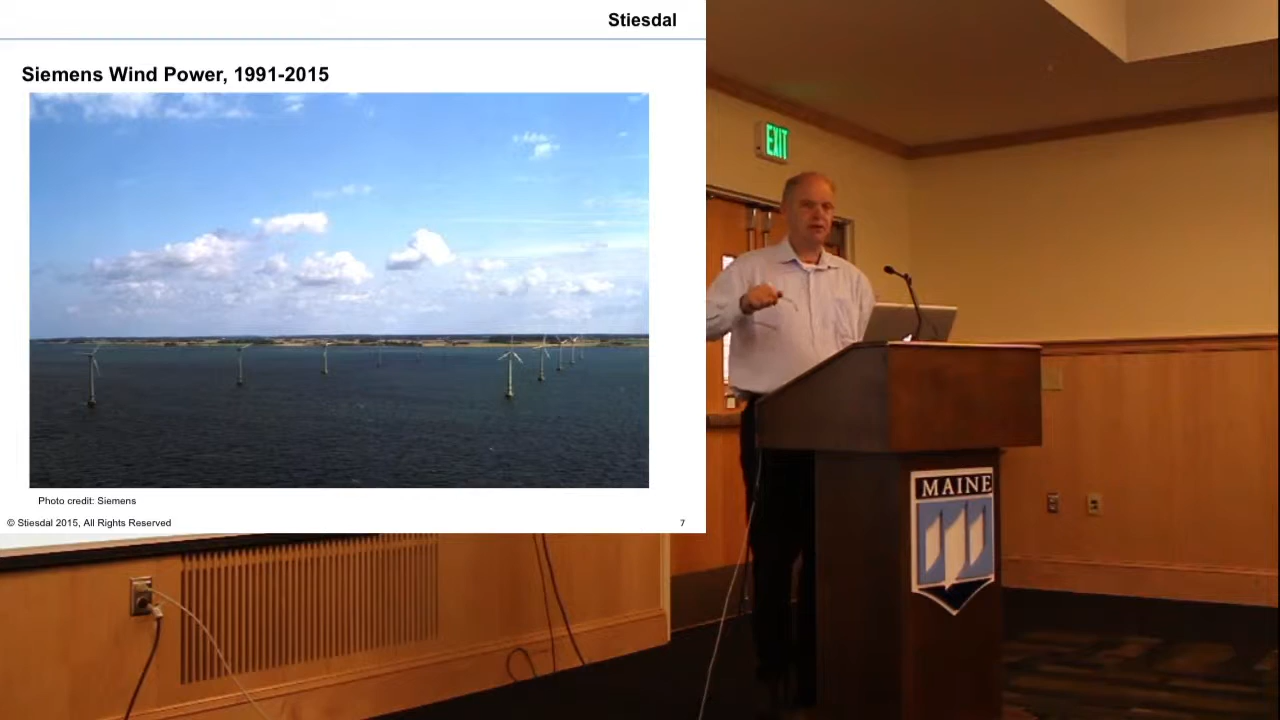 Stiesdal
Siemens Wind Power, 1991-2015
Photo credit: Siemens
© Stiesdal 2015, All Rights Reserved
7
EXIT
MAINE